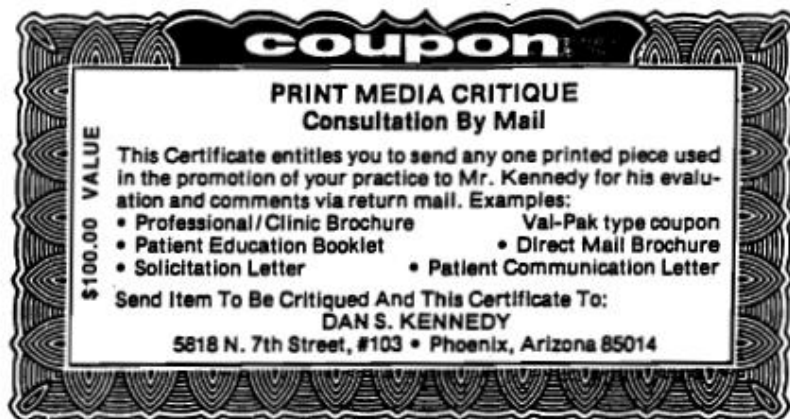 coupon
PRINT MEDIA CRITIQUE
Consultation By Mail
$100.00 VALUE
This Certificate entitles you to send any one printed piece used
in the promotion of your practice to Mr. Kennedy for his evalu-
ation and comments via return mail. Examples:
• Professional/Clinic Brochure Val-Pak type coupon
• Patient Education Booklet • Direct Mail Brochure
• Solicitation Letter • Patient Communication Letter
Send Item To Be Critiqued And This Certificate To:
DAN S. KENNEDY
5818 N. 7th Street, #103 • Phoenix, Arizona 85014